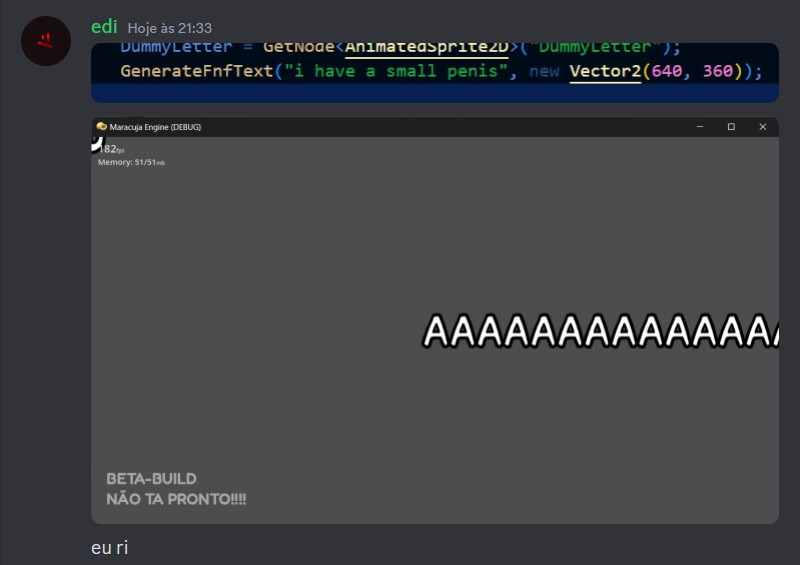 edi Hoje às 21:33
DummyLetter = GetNode<AnimatedSprite2D>("DummyLetter");
GenerateFnfText("i have a small penis", new Vector2(640, 360));
Maracuja Engine (DEBUG)
182fps
Memory: 51/51mb
AAAAAAAAAAAAAA
BETA-BUILD
NÃO TA PRONTO!!!!
eu ri